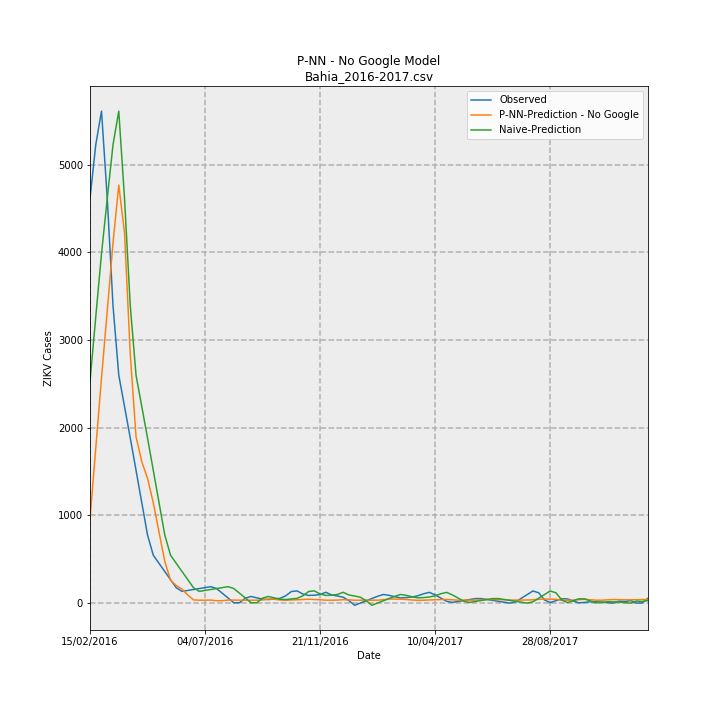 P-NN - No Google Model
Bahia_2016-2017.csv
Observed
P-NN-Prediction - No Google
Naive-Prediction
ZIKV Cases
5000
4000
3000
2000
1000
0
15/02/2016
04/07/2016
21/11/2016
10/04/2017
28/08/2017
Date